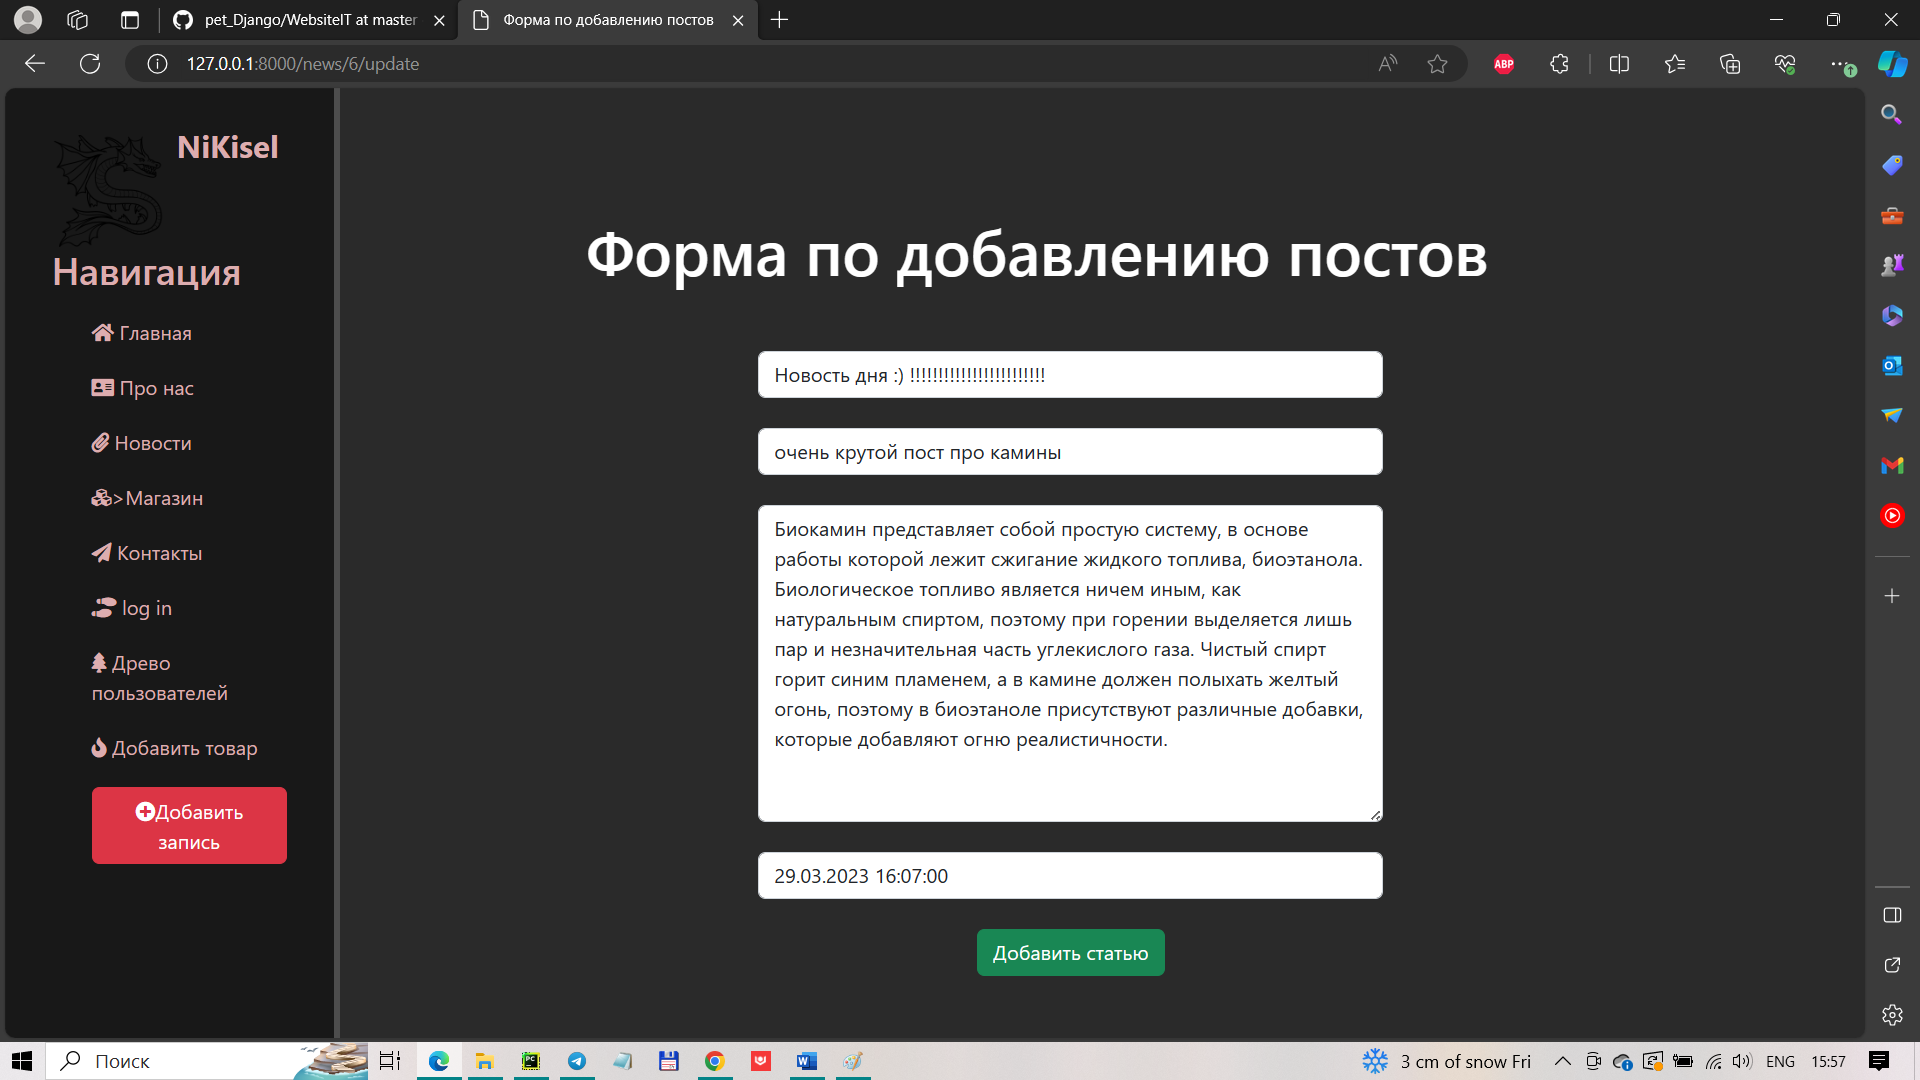 pet_Django/WebsiteIT at master
Форма по добавлению постов
127.0.0.1:8000/news/6/update
ABP
NiKisel
Навигация
Главная
Про нас
Новости
>Магазин
Контакты
log in
Древо
пользователей
Добавить товар
Добавить
запись
Форма по добавлению постов
Новость дня :) !!!!!!!!!!!!!!!!!!!!!!!!
очень крутой пост про камины
Биокамин представляет собой простую систему, в основе
работы которой лежит сжигание жидкого топлива, биоэтанола.
Биологическое топливо является ничем иным, как
натуральным спиртом, поэтому при горении выделяется лишь
пар и незначительная часть углекислого газа. Чистый спирт
горит синим пламенем, а в камине должен полыхать желтый
огонь, поэтому в биоэтаноле присутствуют различные добавки,
которые добавляют огню реалистичности.
29.03.2023 16:07:00
Добавить статью
Поиск
3 cm of snow Fri
ENG
15:57